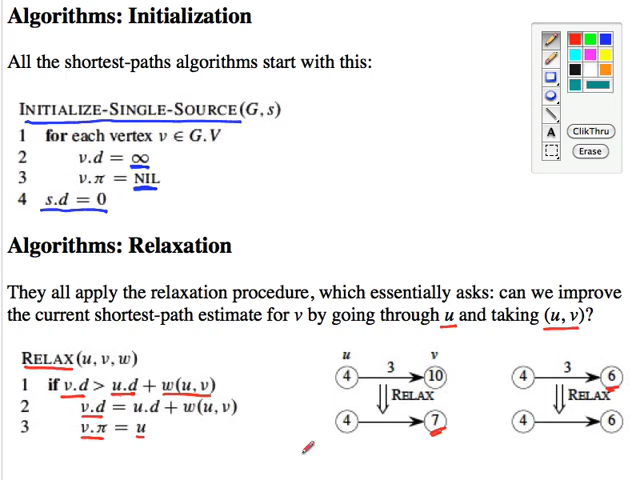 Algorithms: Initialization
All the shortest-paths algorithms start with this:
INITIALIZE-SINGLE-SOURCE(G, s)
1 for each vertex v ∈ G.V
2 v.d = ∞
3 v.π = NIL
4 s.d = 0
A
ClikThru
Erase
Algorithms: Relaxation
They all apply the relaxation procedure, which essentially asks: can we improve
the current shortest-path estimate for v by going through u and taking (u, v)?
RELAX(u, v, w)
1 if v.d > u.d + w(u, v)
2 v.d = u.d + w(u, v)
3 v.π = u
u v
4 3 10
RELAX
4 7
4 3 6
RELAX
4 6